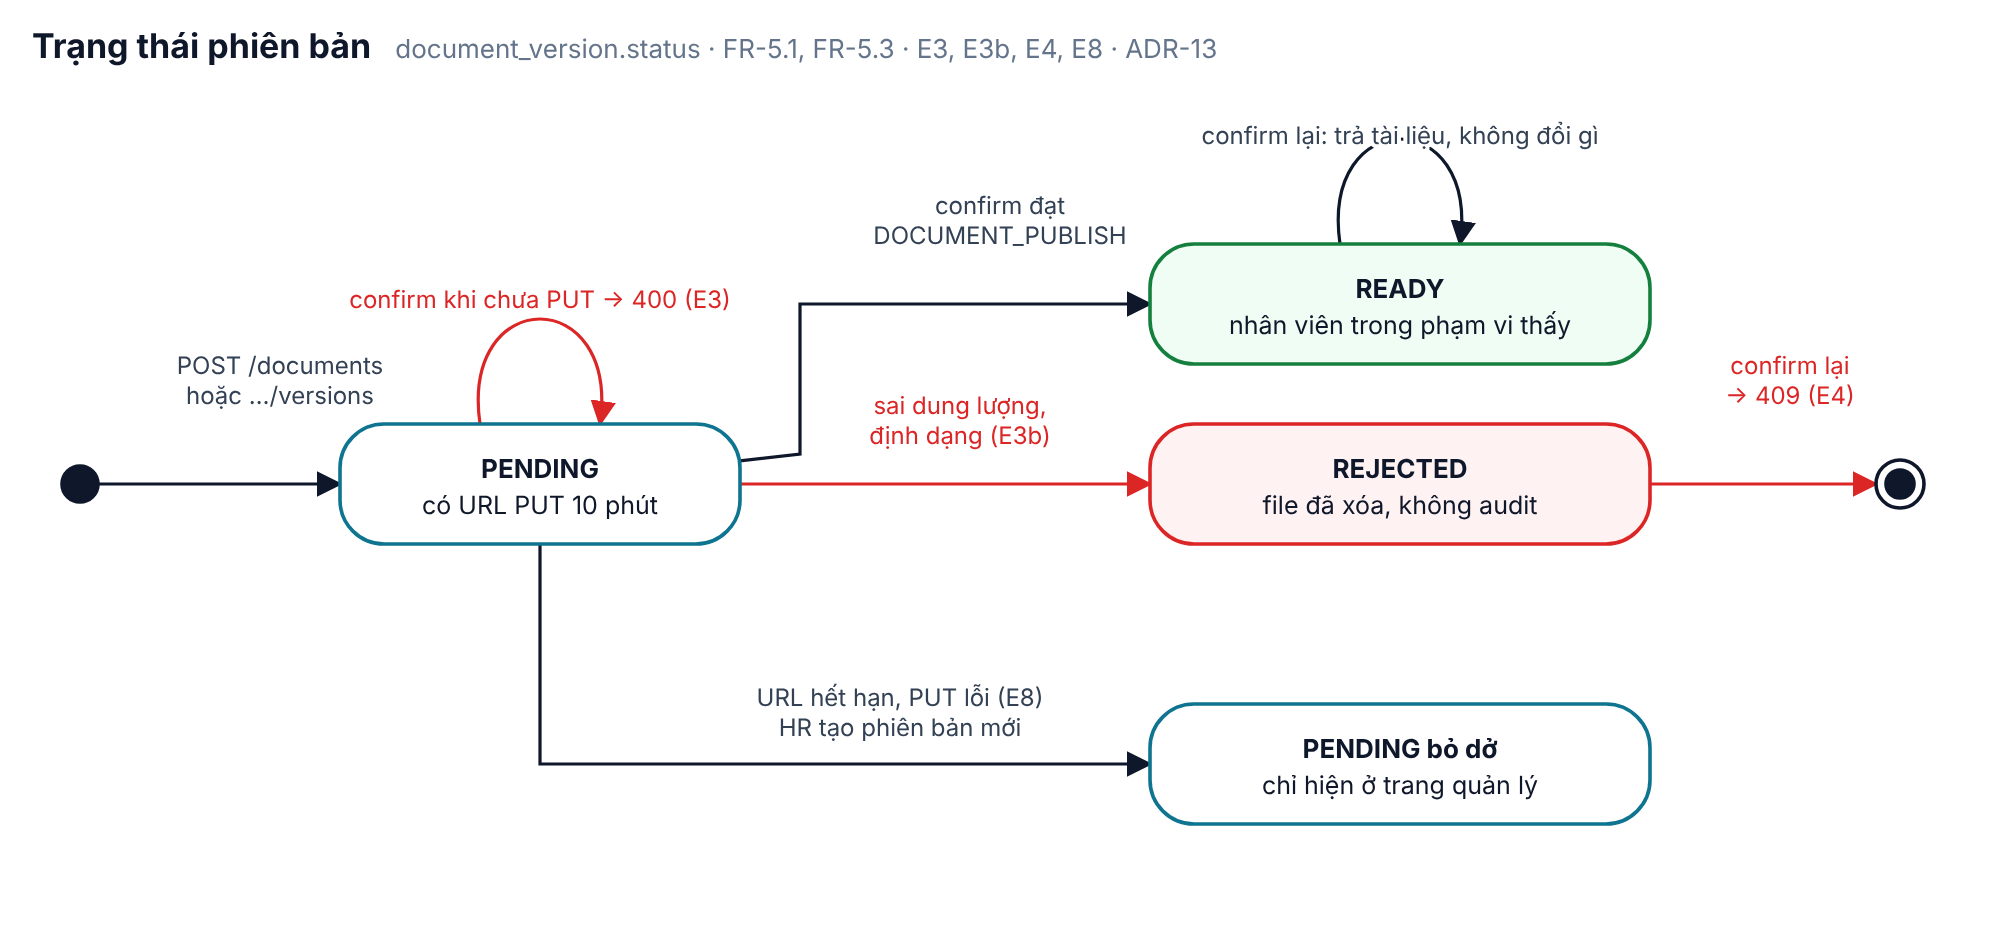 Trạng thái phiên bản document_version.status · FR-5.1, FR-5.3 · E3, E3b, E4, E8 · ADR-13
confirm lại: trả tài liệu, không đổi gì
confirm đạt
DOCUMENT_PUBLISH
READY
nhân viên trong phạm vi thấy
confirm khi chưa PUT → 400 (E3)
POST /documents
hoặc …/versions
sai dung lượng,
định dạng (E3b)
confirm lại
→ 409 (E4)
PENDING
có URL PUT 10 phút
REJECTED
file đã xóa, không audit
URL hết hạn, PUT lỗi (E8)
HR tạo phiên bản mới
PENDING bỏ dở
chỉ hiện ở trang quản lý